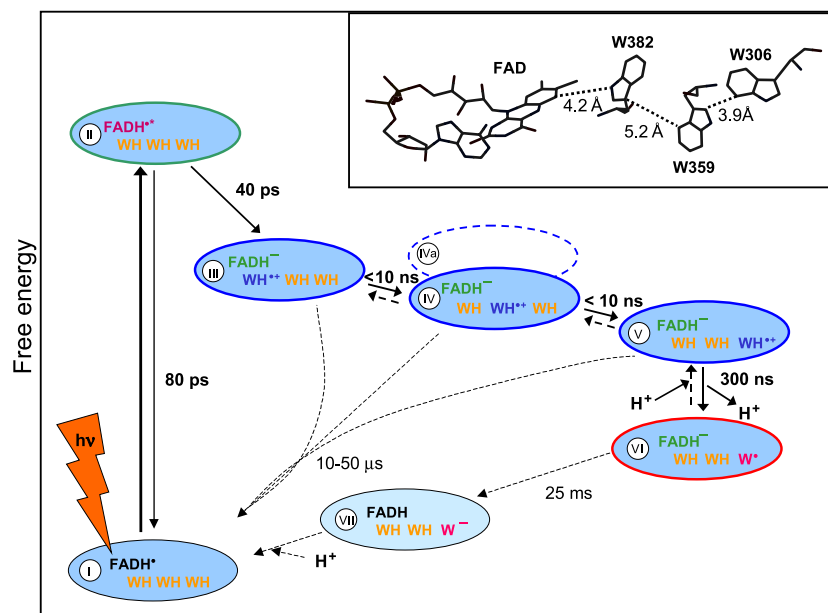 Free energy
FAD
W382
W306
W359
4.2 Å
5.2 Å
3.9Å
II
FADH•*
WH WH WH
40 ps
III
FADH−
WH•+ WH WH
<10 ns
IVa
IV
FADH−
WH WH•+ WH
< 10 ns
V
FADH−
WH WH WH•+
80 ps
300 ns
H+
H+
hν
10-50 μs
VI
FADH−
WH WH W•
25 ms
VII
FADH
WH WH W−
H+
I
FADH•
WH WH WH